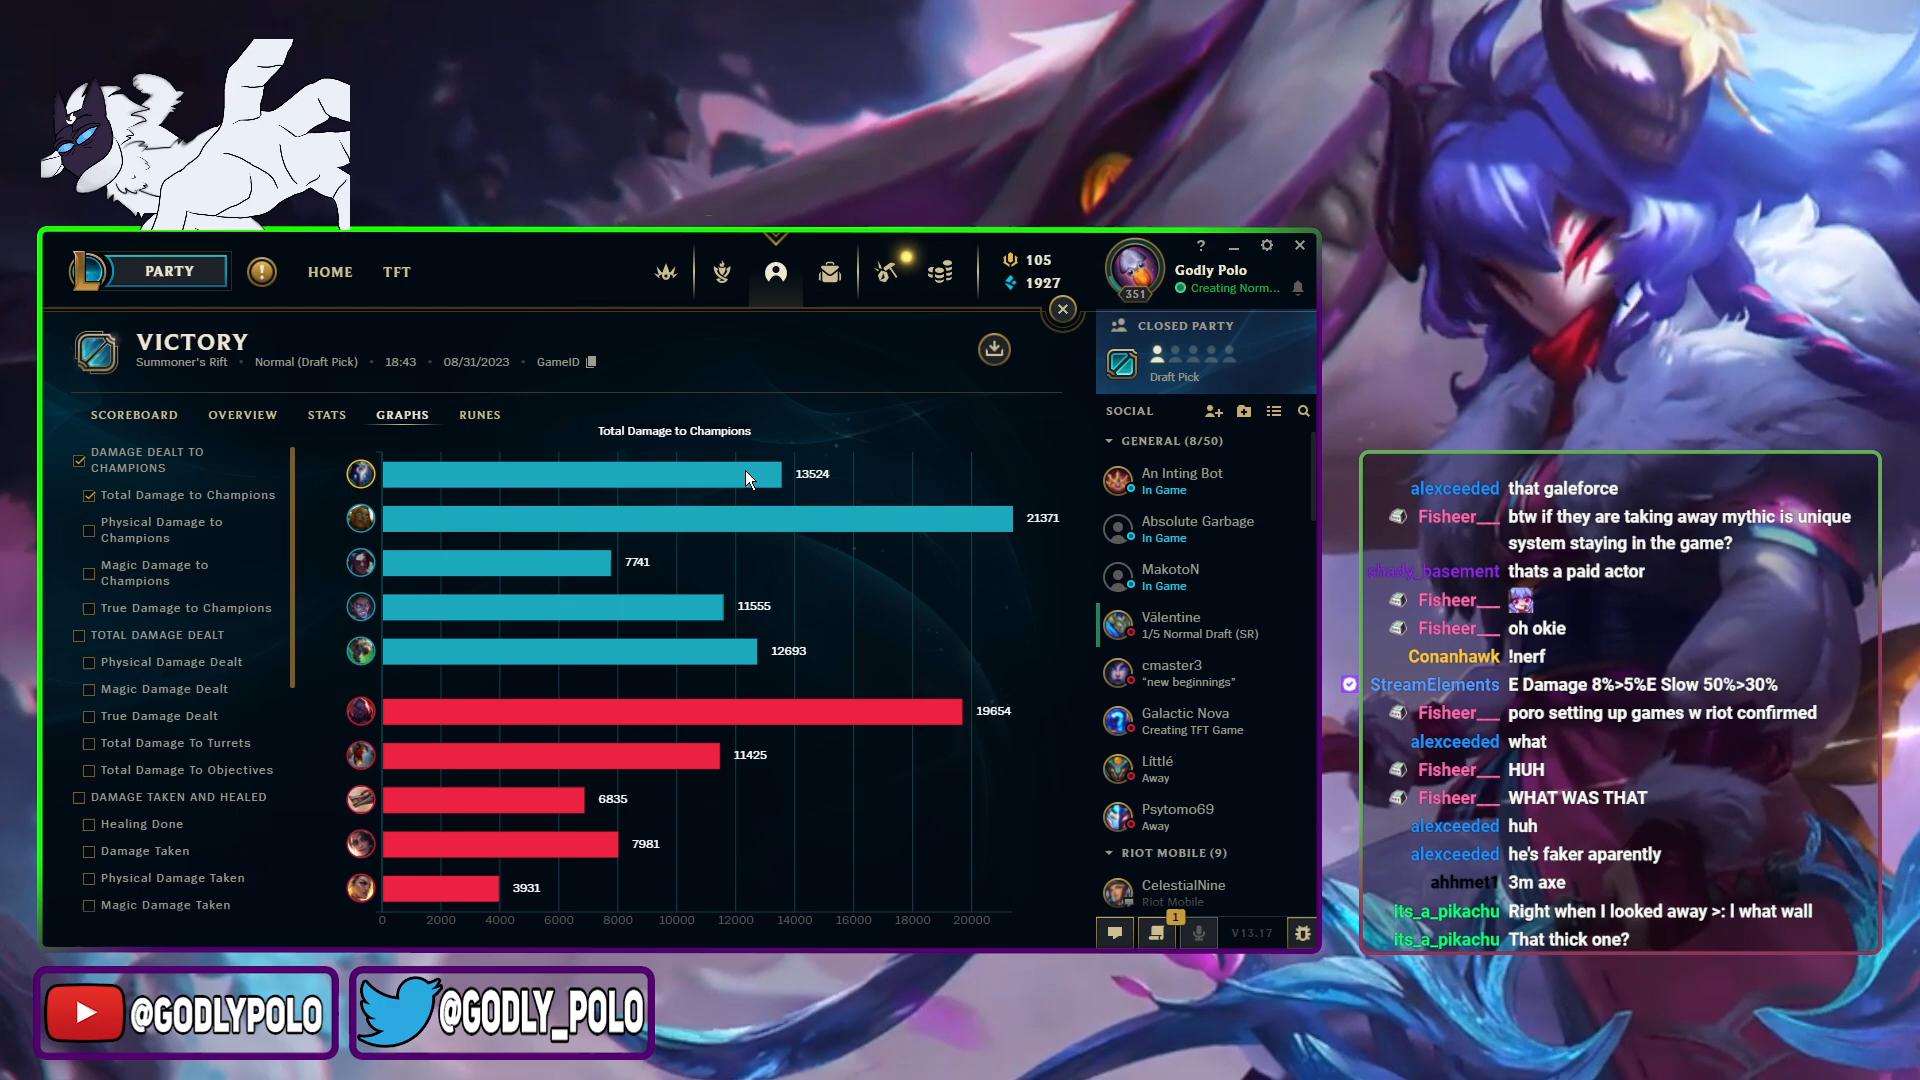 PARTY
HOME
TFT
105
1927
?
Godly Polo
Creating Norm...
351
VICTORY
Summoner's Rift • Normal (Draft Pick) • 18:43 • 08/31/2023 • GameID
SCOREBOARD
OVERVIEW
STATS
GRAPHS
RUNES
DAMAGE DEALT TO
CHAMPIONS
Total Damage to Champions
Physical Damage to
Champions
Magic Damage to
Champions
True Damage to Champions
TOTAL DAMAGE DEALT
Physical Damage Dealt
Magic Damage Dealt
True Damage Dealt
Total Damage To Turrets
Total Damage To Objectives
DAMAGE TAKEN AND HEALED
Healing Done
Damage Taken
Physical Damage Taken
Magic Damage Taken
Total Damage to Champions
13524
21371
7741
11555
12693
19654
11425
6835
7981
3931
0 2000 4000 6000 8000 10000 12000 14000 16000 18000 20000
CLOSED PARTY
Draft Pick
SOCIAL
GENERAL (8/50)
An Inting Bot
In Game
Absolute Garbage
In Game
MakotoN
In Game
Välentine
1/5 Normal Draft (SR)
cmaster3
“new beginnings”
Galactic Nova
Creating TFT Game
Líttlé
Away
Psytomo69
Away
RIOT MOBILE (9)
CelestialNine
Riot Mobile
1
V13.17
alexceeded that galeforce
Fisheer___ btw if they are taking away mythic is unique
system staying in the game?
shady_basement thats a paid actor
Fisheer___
Fisheer___ oh okie
Conanhawk !nerf
StreamElements E Damage 8%>5%E Slow 50%>30%
Fisheer___ poro setting up games w riot confirmed
alexceeded what
Fisheer___ HUH
Fisheer___ WHAT WAS THAT
alexceeded huh
alexceeded he's faker aparently
ahhmet1 3m axe
its_a_pikachu Right when I looked away >: l what wall
its_a_pikachu That thick one?
@GODLYPOLO
@GODLY_POLO